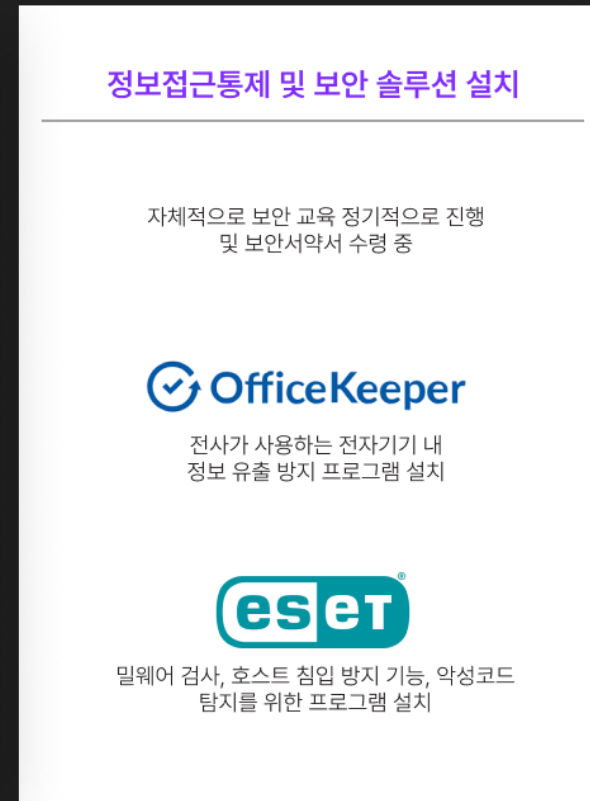 정보접근통제 및 보안 솔루션 설치
자체적으로 보안 교육 정기적으로 진행
및 보안서약서 수령 중
OfficeKeeper
전사가 사용하는 전자기기 내
정보 유출 방지 프로그램 설치
eset®
밀웨어 검사, 호스트 침입 방지 기능, 악성코드
탐지를 위한 프로그램 설치